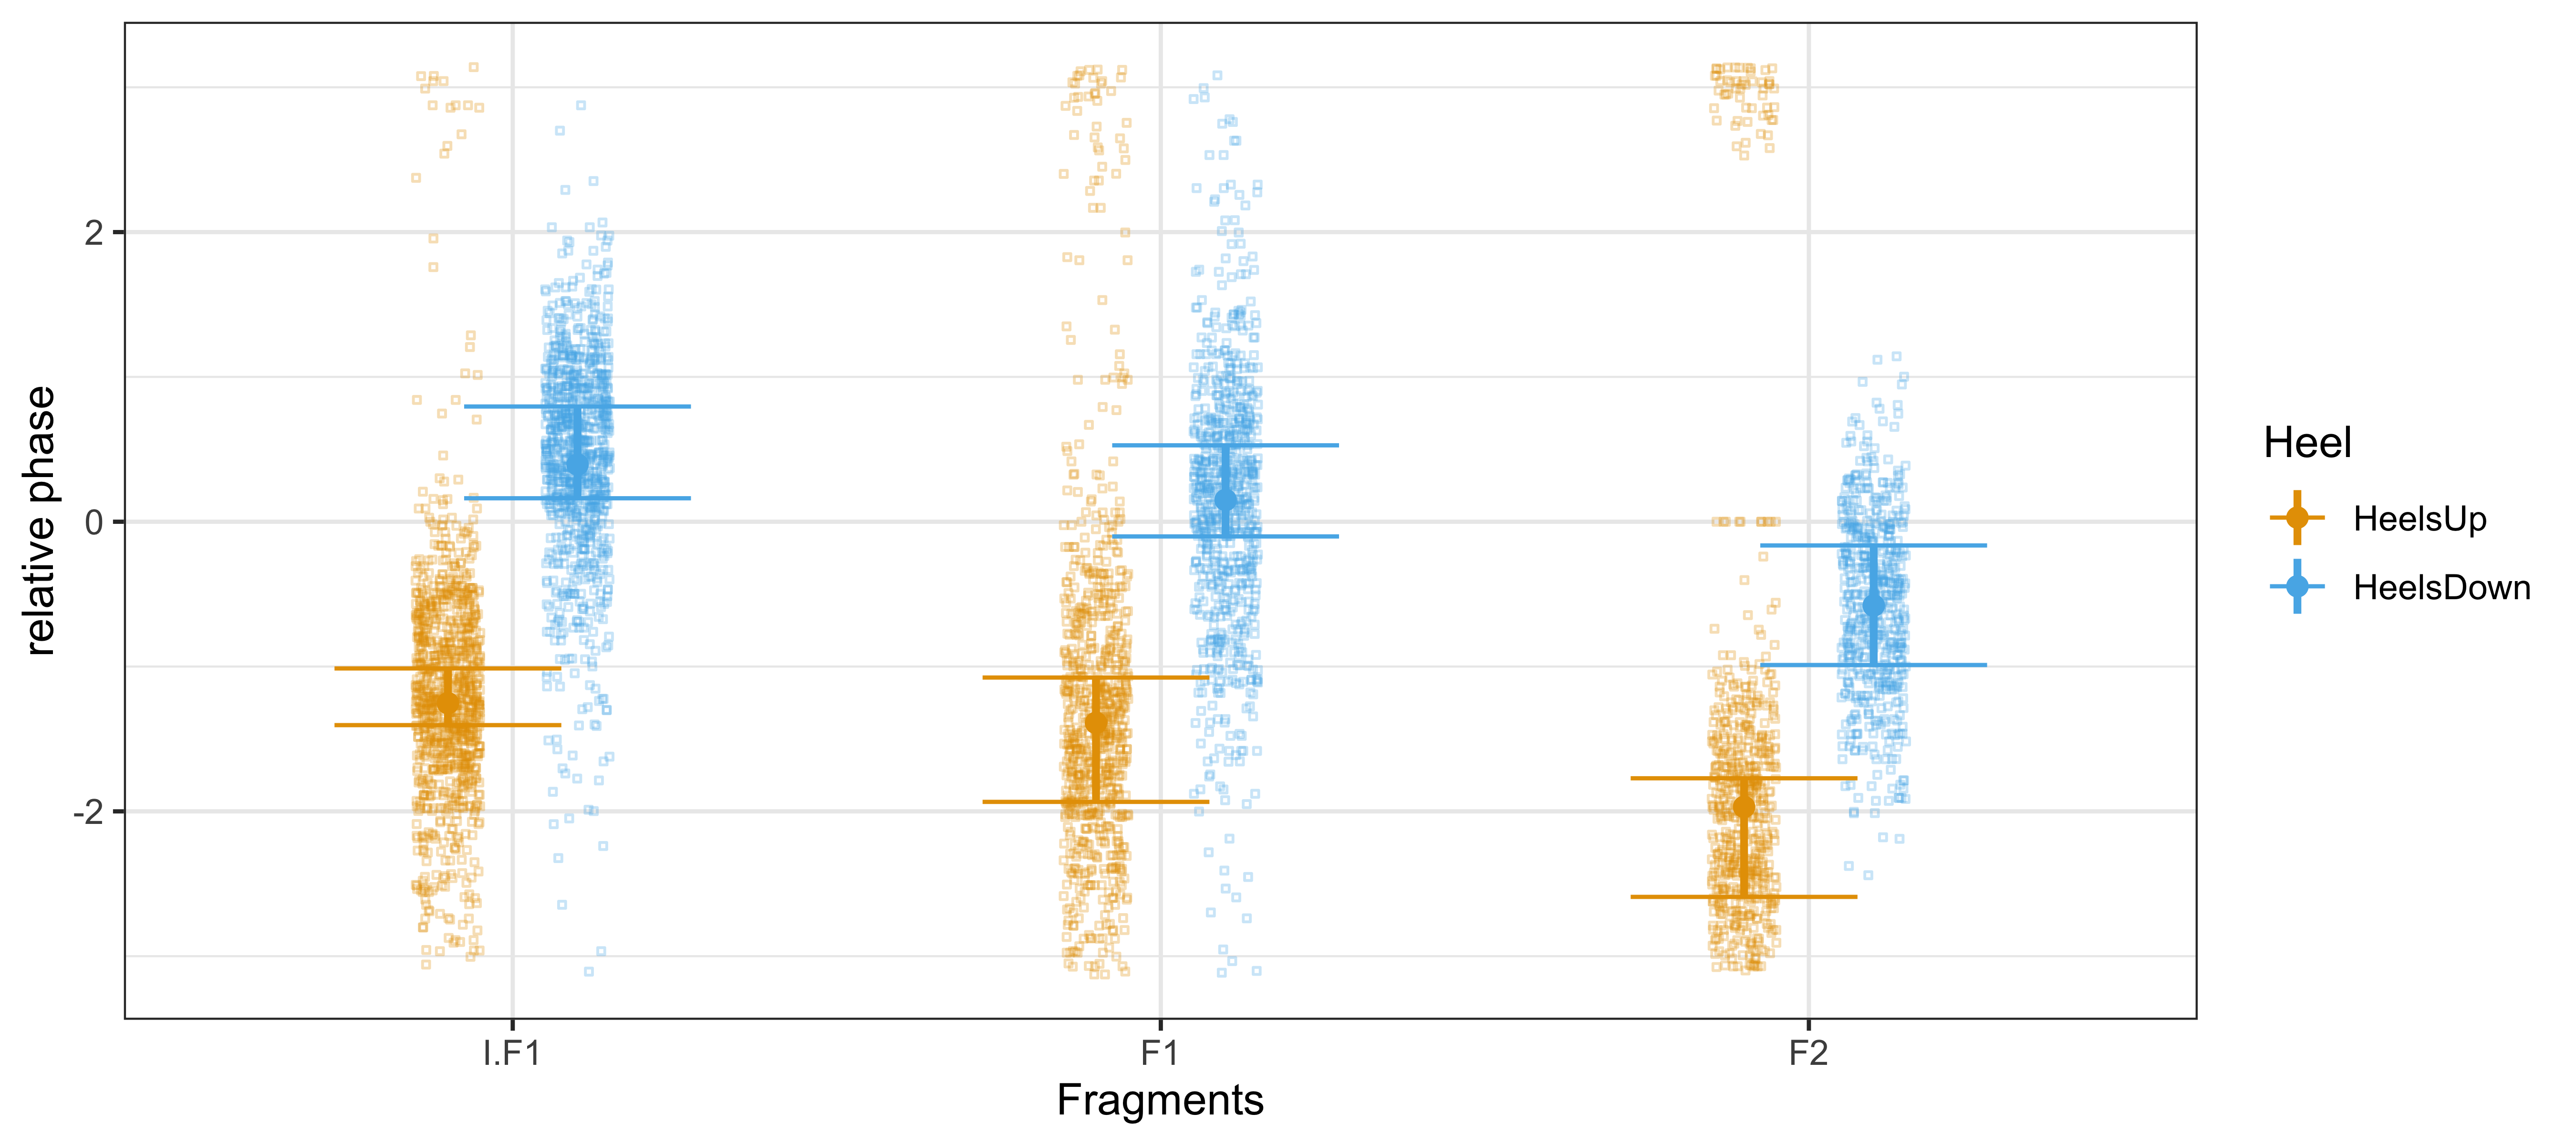 relative phase
2
0
-2
I.F1
F1
F2
Fragments
Heel
HeelsUp
HeelsDown